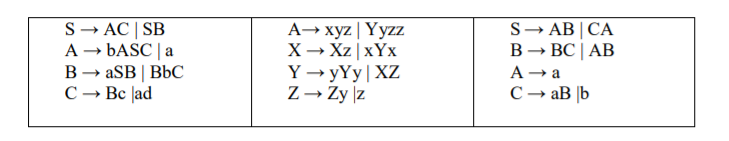 S → AC | SB
A → bASC | a
B → aSB | BbC
C → Bc |ad
A→ xyz | Yyzz
X → Xz | xYx
Y → yYy | XZ
Z → Zy |z
S→ AB | CA
B → BC | AB
A → a
C → aB |b